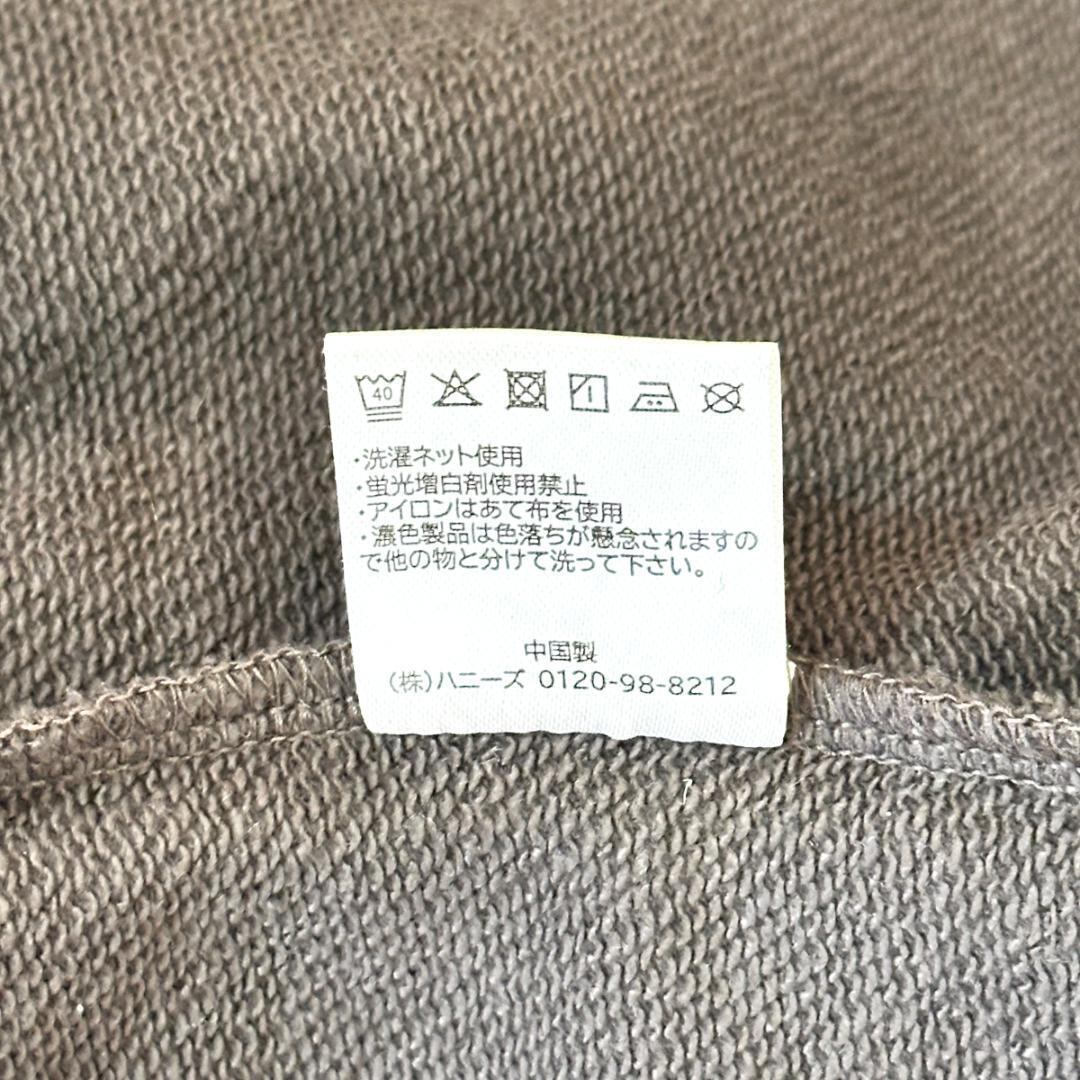 40
・洗濯ネット使用
・蛍光増白剤使用禁止
・アイロンはあて布を使用
・濃色製品は色落ちが懸念されますの
で他の物と分けて洗って下さい。
中国製
(株)ハニーズ 0120-98-8212